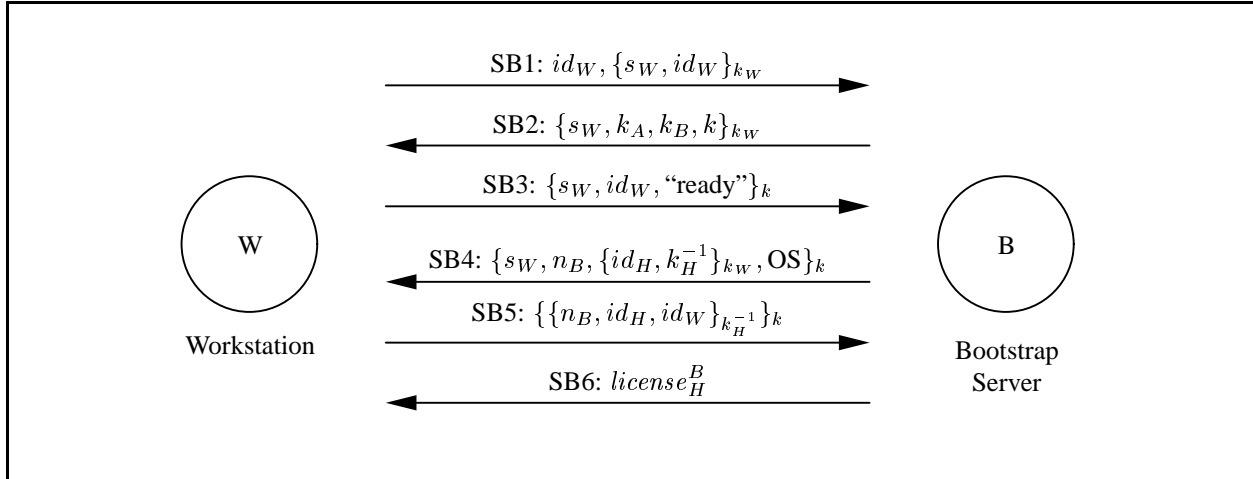 SB1: id_W, {s_W, id_W}_{k_W}
SB2: {s_W, k_A, k_B, k}_{k_W}
SB3: {s_W, id_W, “ready”}_k
W
B
SB4: {s_W, n_B, {id_H, k_H^{-1}}_{k_W}, OS}_k
SB5: {{n_B, id_H, id_W}_{k_H^{-1}}}_k
Workstation
Bootstrap
Server
SB6: license_H^B